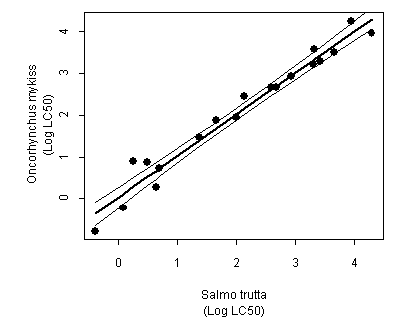 Oncorhynchus mykiss
(Log LC50)
4
3
2
1
0
0 1 2 3 4
Salmo trutta
(Log LC50)